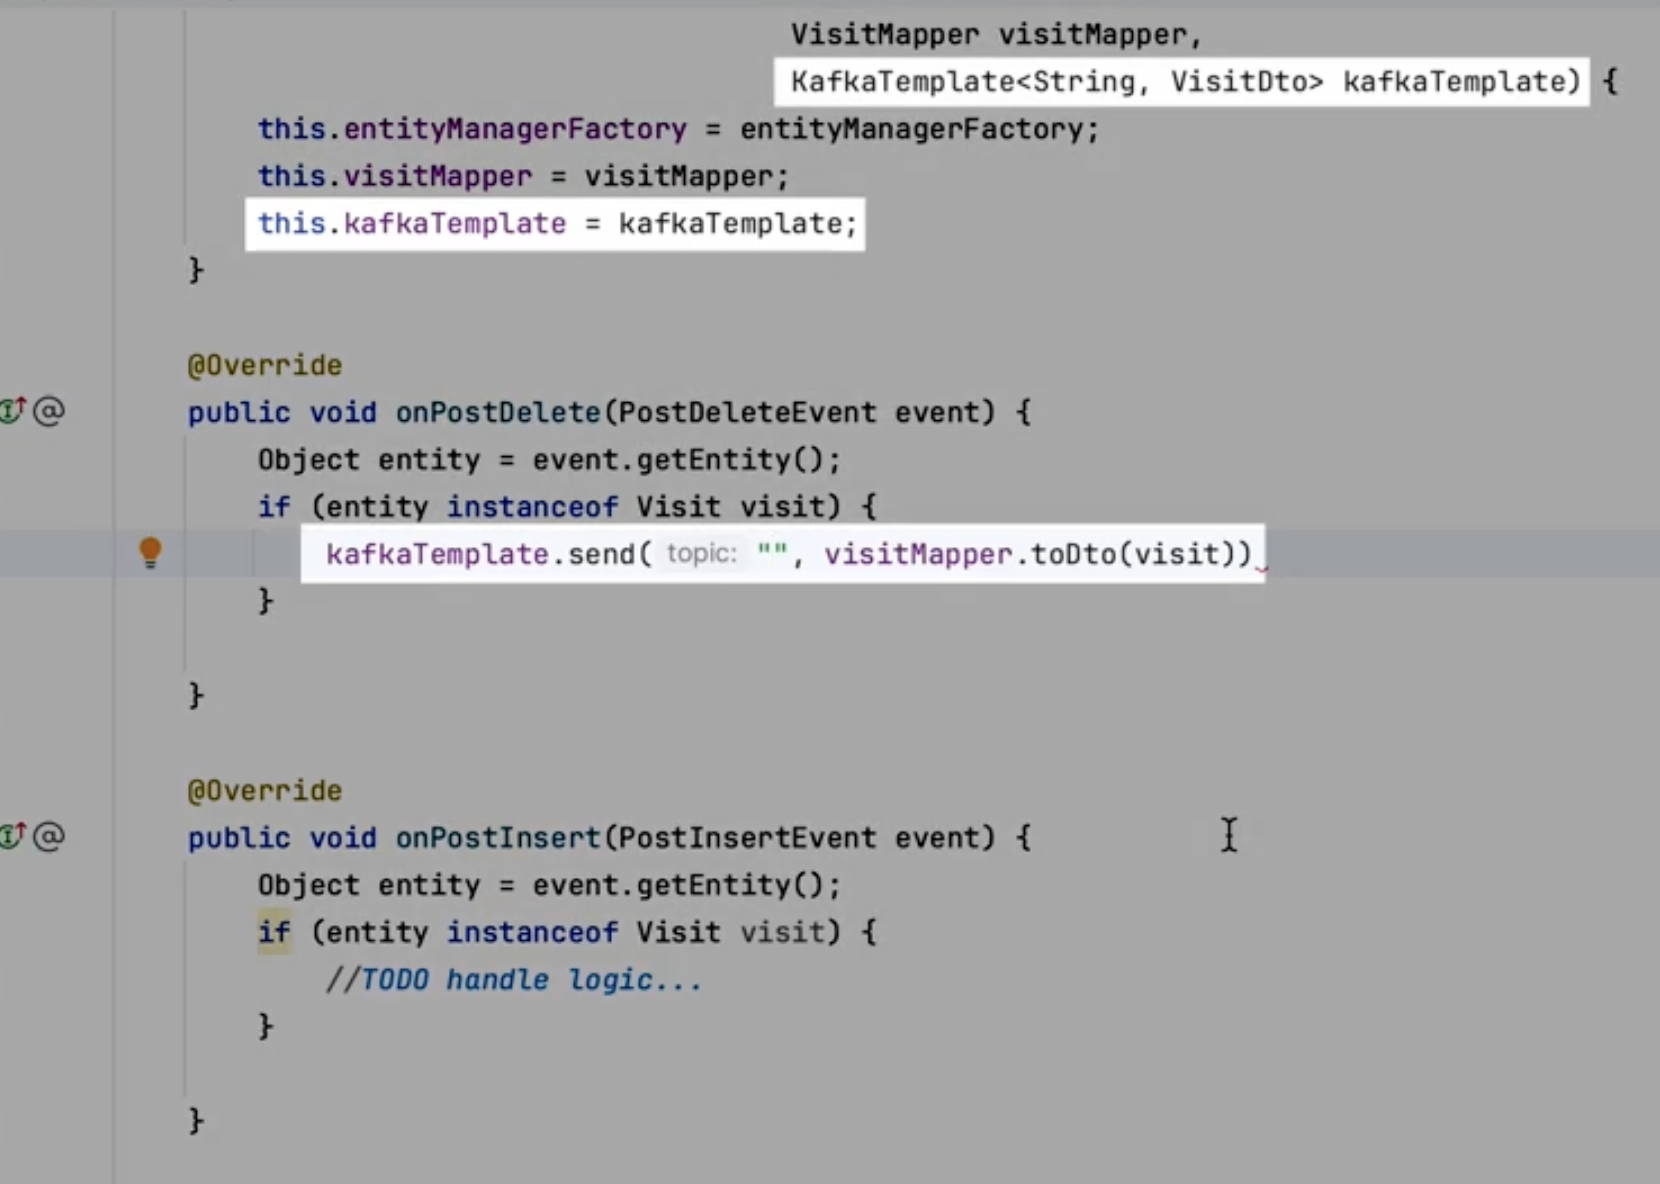 VisitMapper visitMapper,
KafkaTemplate<String, VisitDto> kafkaTemplate) {
this.entityManagerFactory = entityManagerFactory;
this.visitMapper = visitMapper;
this.kafkaTemplate = kafkaTemplate;
}
@Override
public void onPostDelete(PostDeleteEvent event) {
Object entity = event.getEntity();
if (entity instanceof Visit visit) {
kafkaTemplate.send( topic: "", visitMapper.toDto(visit))
}
}
@Override
public void onPostInsert(PostInsertEvent event) {
Object entity = event.getEntity();
if (entity instanceof Visit visit) {
//TODO handle logic...
}
}